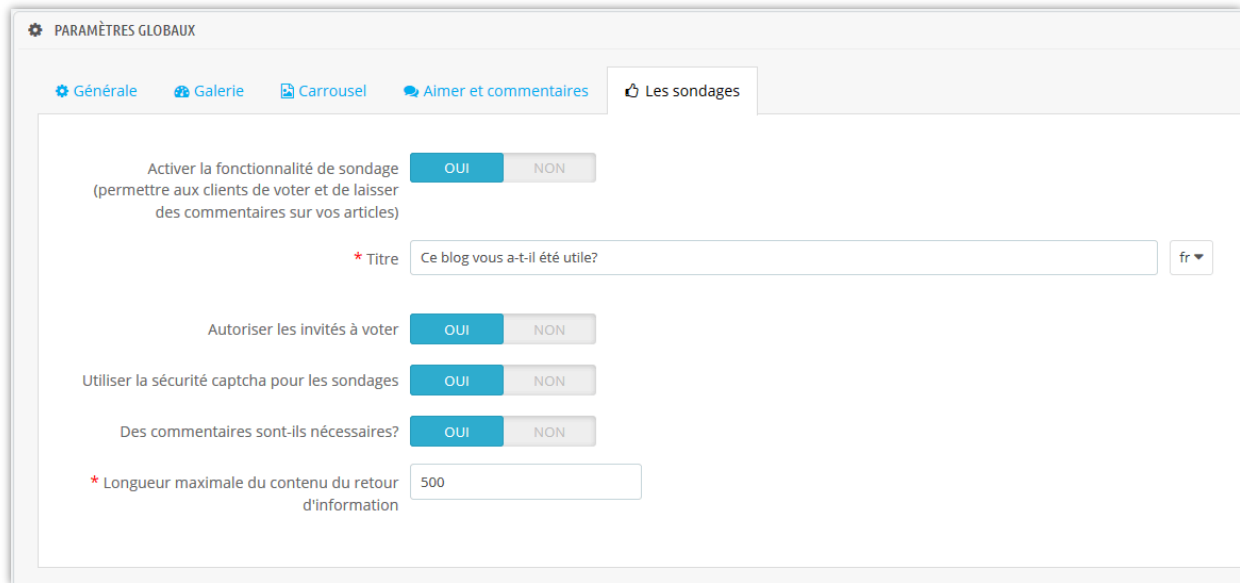 PARAMÈTRES GLOBAUX
Générale Galerie Carrousel Aimer et commentaires Les sondages
Activer la fonctionnalité de sondage OUI NON
(permettre aux clients de voter et de laisser
des commentaires sur vos articles)
* Titre Ce blog vous a-t-il été utile? fr
Autoriser les invités à voter OUI NON
Utiliser la sécurité captcha pour les sondages OUI NON
Des commentaires sont-ils nécessaires? OUI NON
* Longueur maximale du contenu du retour 500
d'information